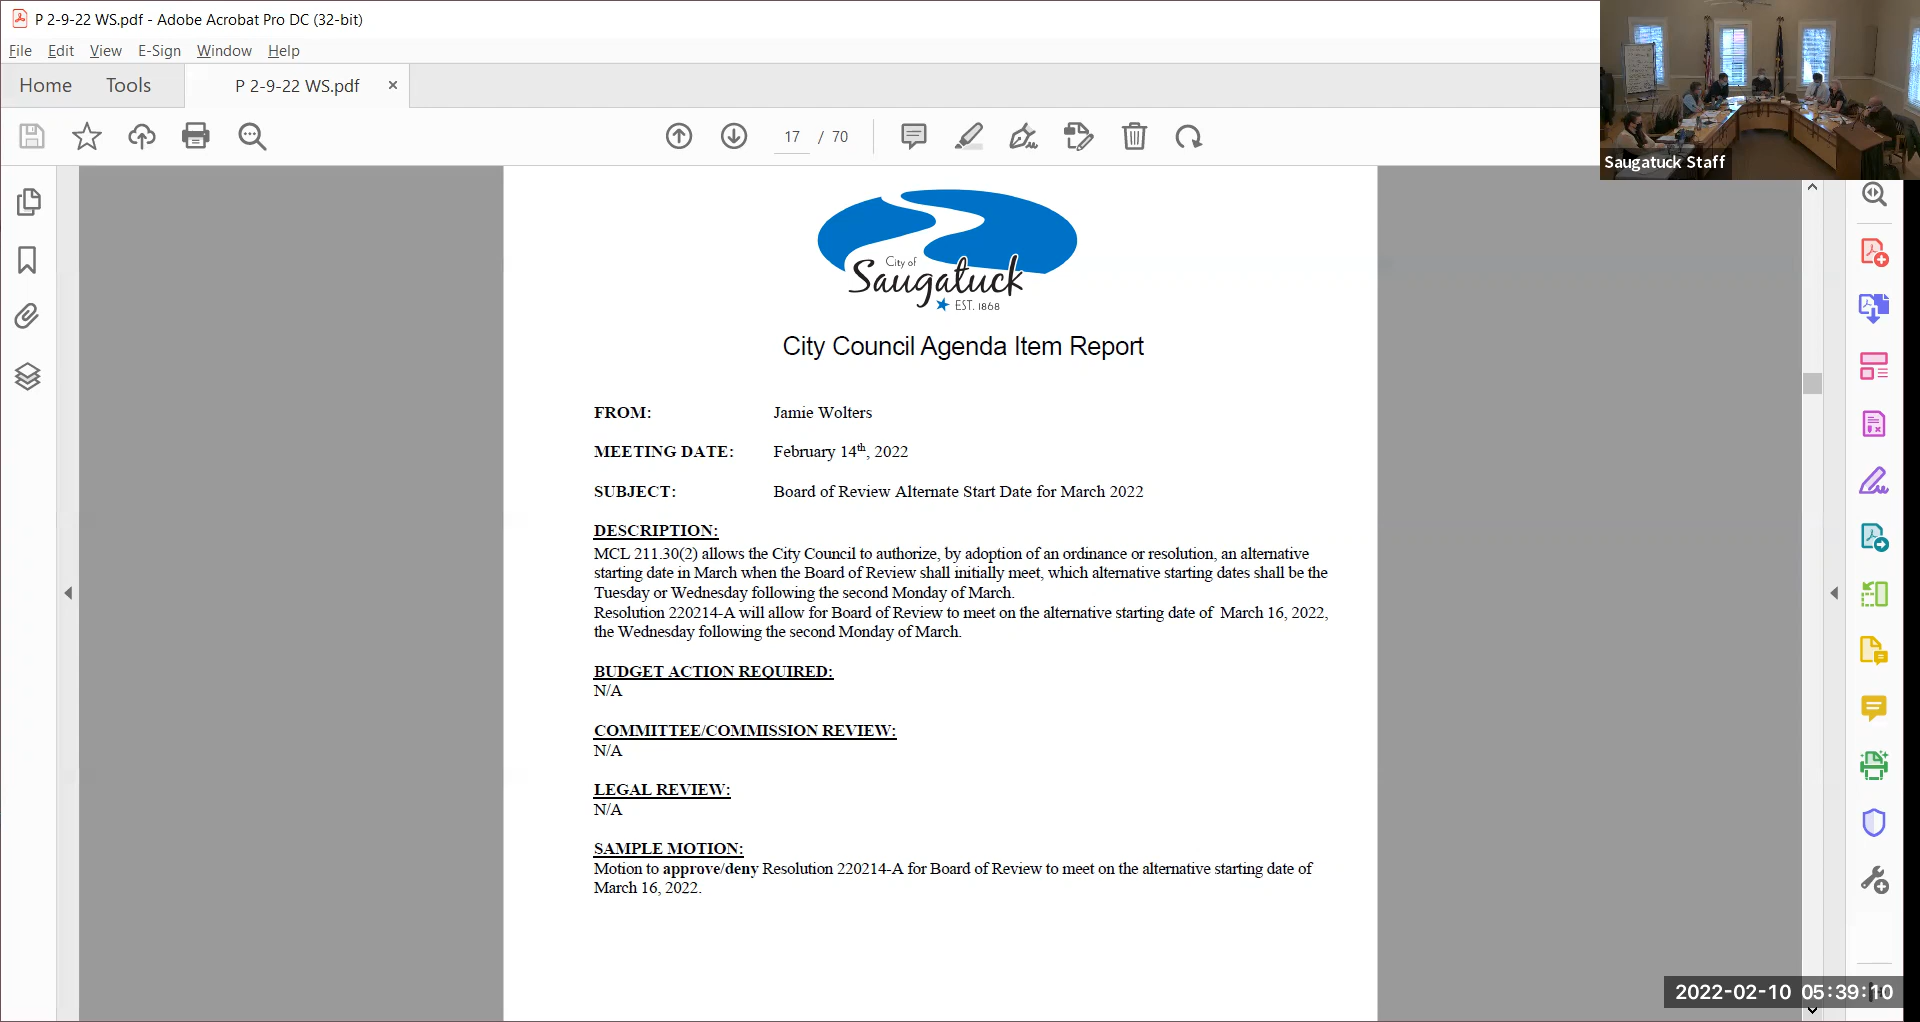 P 2-9-22 WS.pdf - Adobe Acrobat Pro DC (32-bit)
File Edit View E-Sign Window Help
Home Tools P 2-9-22 WS.pdf ×
17 / 70
Saugatuck Staff
City of
Saugatuck
EST. 1868
City Council Agenda Item Report
FROM: Jamie Wolters
MEETING DATE: February 14th, 2022
SUBJECT: Board of Review Alternate Start Date for March 2022
DESCRIPTION:
MCL 211.30(2) allows the City Council to authorize, by adoption of an ordinance or resolution, an alternative
starting date in March when the Board of Review shall initially meet, which alternative starting dates shall be the
Tuesday or Wednesday following the second Monday of March.
Resolution 220214-A will allow for Board of Review to meet on the alternative starting date of March 16, 2022,
the Wednesday following the second Monday of March.
BUDGET ACTION REQUIRED:
N/A
COMMITTEE/COMMISSION REVIEW:
N/A
LEGAL REVIEW:
N/A
SAMPLE MOTION:
Motion to approve/deny Resolution 220214-A for Board of Review to meet on the alternative starting date of
March 16, 2022.
2022-02-10 05:39:10